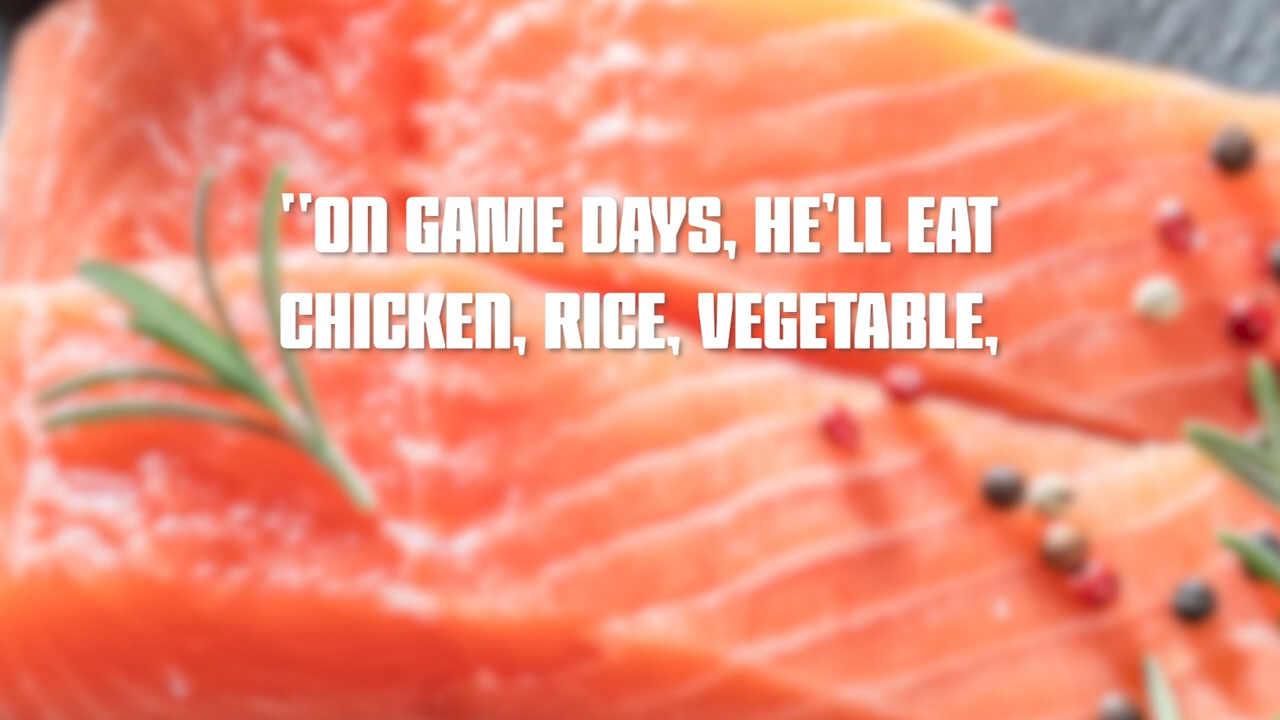 "ON GAME DAYS, HE'LL EAT
CHICKEN, RICE, VEGETABLE,